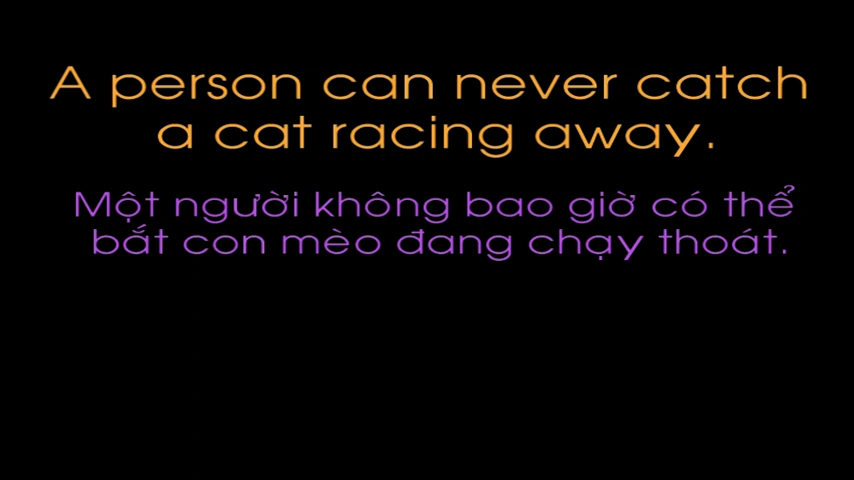 A person can never catch
a cat racing away.
Một người không bao giờ có thể
bắt con mèo đang chạy thoát.